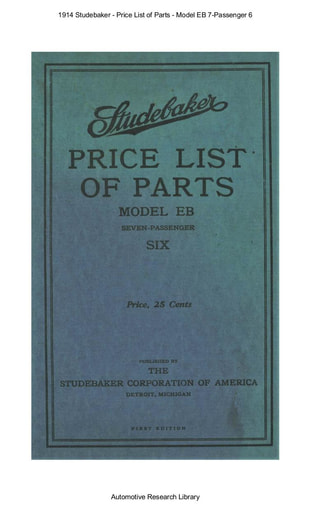 1914 Studebaker - Price List of Parts - Model EB 7-Passenger 6
Studebaker
PRICE LIST
OF PARTS
MODEL EB
SEVEN-PASSENGER
SIX
Price, 25 Cents
PUBLISHED BY
THE
STUDEBAKER CORPORATION OF AMERICA
DETROIT, MICHIGAN
FIRST EDITION
Automotive Research Library